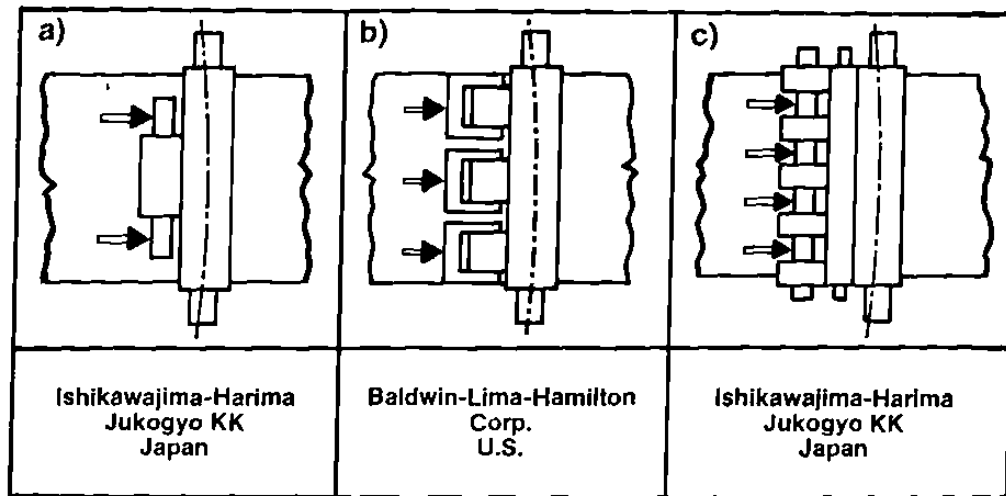 a)
b)
c)
Ishikawajima-Harima
Jukogyo KK
Japan
Baldwin-Lima-Hamilton
Corp.
U.S.
Ishikawajima-Harima
Jukogyo KK
Japan